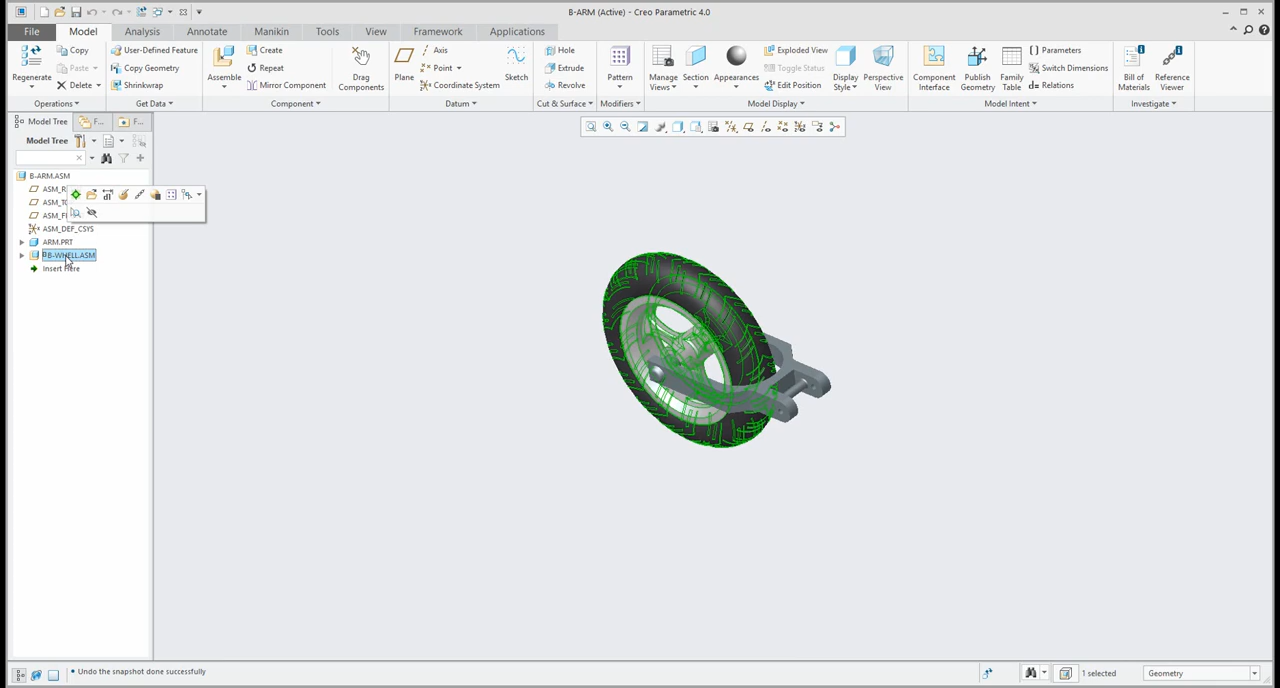 B-ARM (Active) - Creo Parametric 4.0
File Model Analysis Annotate Manikin Tools View Framework Applications
Regenerate
Copy
Paste
Delete
Operations
User-Defined Feature
Copy Geometry
Shrinkwrap
Get Data
Assemble
Create
Repeat
Mirror Component
Component
Drag Components
Plane
Axis
Point
Coordinate System
Sketch
Datum
Hole
Extrude
Revolve
Cut & Surface
Pattern
Modifiers
Manage Views
Section
Appearances
Exploded View
Toggle Status
Edit Position
Display Style
Perspective View
Model Display
Component Interface
Publish Geometry
Family Table
Parameters
Switch Dimensions
Relations
Model Intent
Bill of Materials
Reference Viewer
Investigate
Model Tree F... F...
Model Tree
B-ARM.ASM
ASM_DEF_CSYS
ARM.PRT
B-WHELL.ASM
Insert Here
Undo the snapshot done successfully
1 selected
Geometry